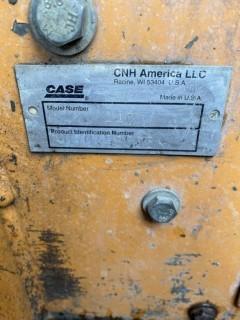 CNH America LLC
Racine, WI 53404 U.S.A.
CASE
Made in U.S.A.
Model Number
Product Identification Number